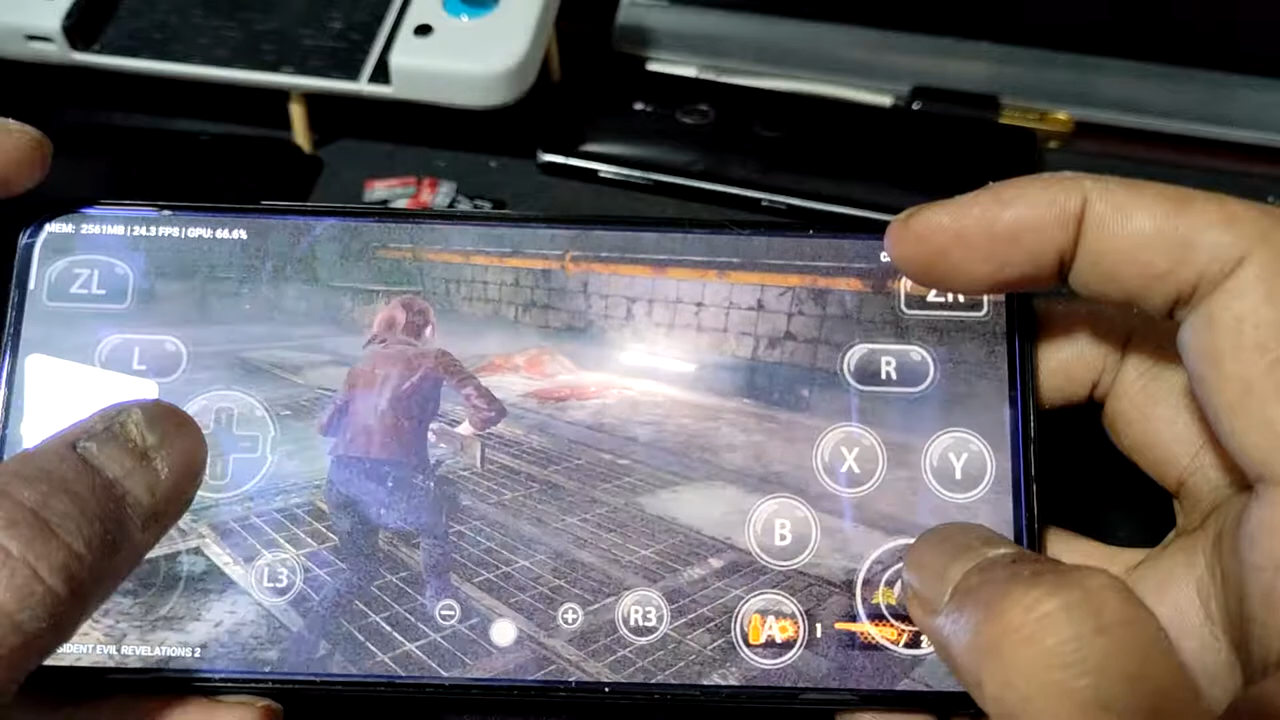 MEM: 2561MB | 24.3 FPS | GPU: 66.6%
ZL
L
R
X
Y
B
L3
R3
A
1
SIDENT EVIL REVELATIONS 2